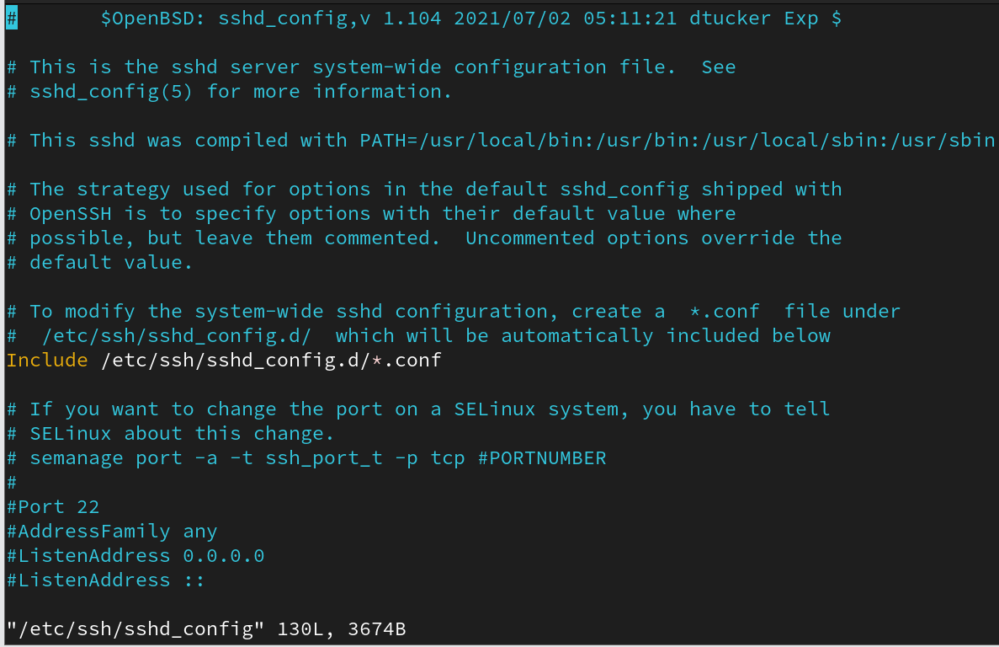 #       $OpenBSD: sshd_config,v 1.104 2021/07/02 05:11:21 dtucker Exp $
# This is the sshd server system-wide configuration file.  See
# sshd_config(5) for more information.
# This sshd was compiled with PATH=/usr/local/bin:/usr/bin:/usr/local/sbin:/usr/sbin
# The strategy used for options in the default sshd_config shipped with
# OpenSSH is to specify options with their default value where
# possible, but leave them commented.  Uncommented options override the
# default value.
# To modify the system-wide sshd configuration, create a  *.conf  file under
#  /etc/ssh/sshd_config.d/  which will be automatically included below
Include /etc/ssh/sshd_config.d/*.conf
# If you want to change the port on a SELinux system, you have to tell
# SELinux about this change.
# semanage port -a -t ssh_port_t -p tcp #PORTNUMBER
#
#Port 22
#AddressFamily any
#ListenAddress 0.0.0.0
#ListenAddress ::
"/etc/ssh/sshd_config" 130L, 3674B